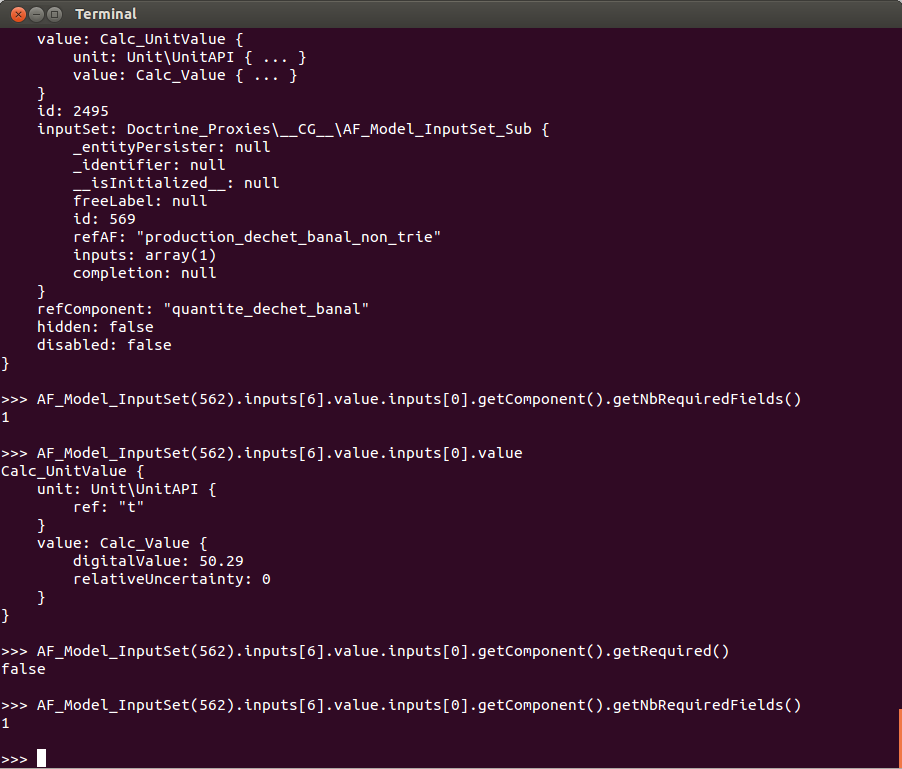 Terminal
    value: Calc_UnitValue {
        unit: Unit\UnitAPI { ... }
        value: Calc_Value { ... }
    }
    id: 2495
    inputSet: Doctrine_Proxies\__CG__\AF_Model_InputSet_Sub {
        _entityPersister: null
        _identifier: null
        __isInitialized__: null
        freeLabel: null
        id: 569
        refAF: "production_dechet_banal_non_trie"
        inputs: array(1)
        completion: null
    }
    refComponent: "quantite_dechet_banal"
    hidden: false
    disabled: false
}
>>> AF_Model_InputSet(562).inputs[6].value.inputs[0].getComponent().getNbRequiredFields()
1
>>> AF_Model_InputSet(562).inputs[6].value.inputs[0].value
Calc_UnitValue {
    unit: Unit\UnitAPI {
        ref: "t"
    }
    value: Calc_Value {
        digitalValue: 50.29
        relativeUncertainty: 0
    }
}
>>> AF_Model_InputSet(562).inputs[6].value.inputs[0].getComponent().getRequired()
false
>>> AF_Model_InputSet(562).inputs[6].value.inputs[0].getComponent().getNbRequiredFields()
1
>>>